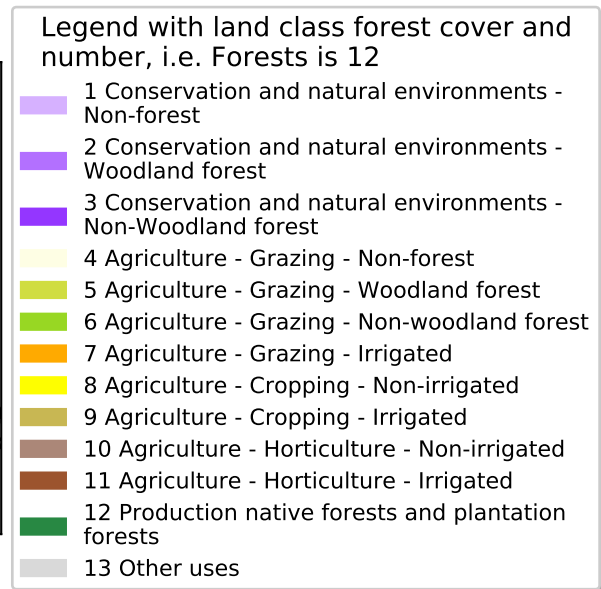 Legend with land class forest cover and
number, i.e. Forests is 12
1 Conservation and natural environments -
Non-forest
2 Conservation and natural environments -
Woodland forest
3 Conservation and natural environments -
Non-Woodland forest
4 Agriculture - Grazing - Non-forest
5 Agriculture - Grazing - Woodland forest
6 Agriculture - Grazing - Non-woodland forest
7 Agriculture - Grazing - Irrigated
8 Agriculture - Cropping - Non-irrigated
9 Agriculture - Cropping - Irrigated
10 Agriculture - Horticulture - Non-irrigated
11 Agriculture - Horticulture - Irrigated
12 Production native forests and plantation
forests
13 Other uses